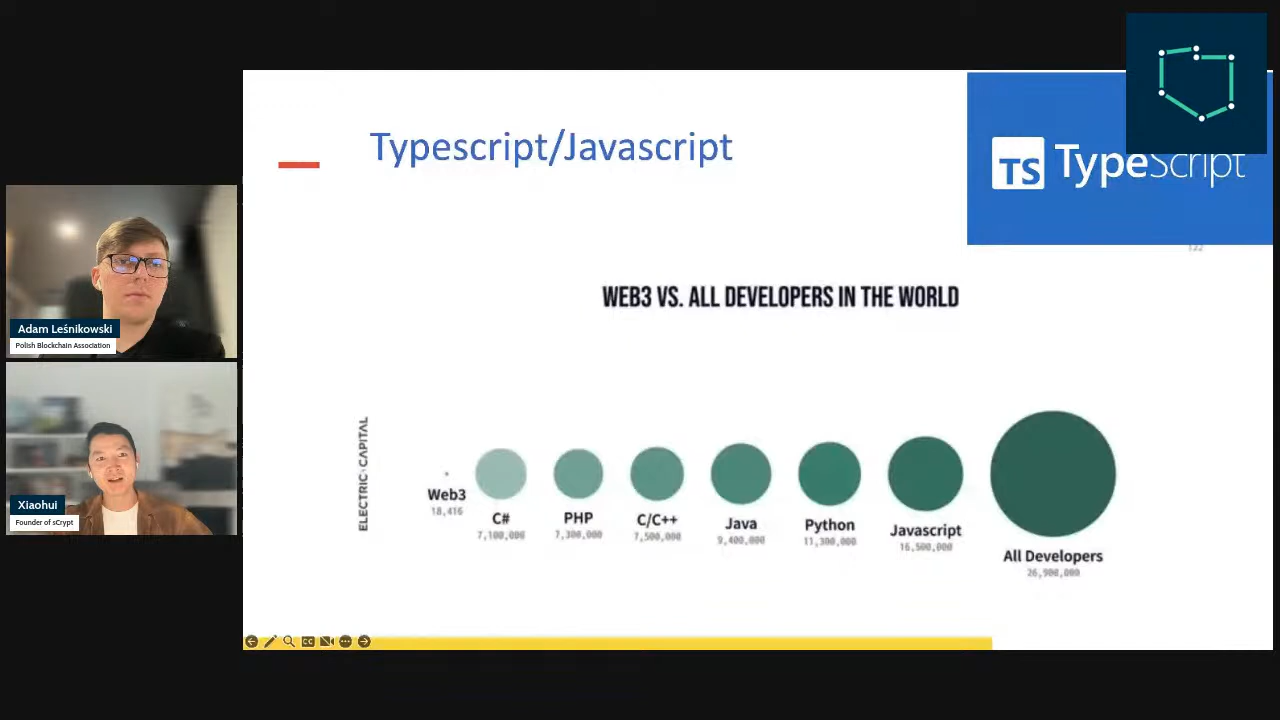 Typescript/Javascript
TS TypeScript
132
WEB3 VS. ALL DEVELOPERS IN THE WORLD
ELECTRIC CAPITAL
Web3
18,416
C#
7,100,000
PHP
7,300,000
C/C++
7,500,000
Java
9,400,000
Python
11,300,000
Javascript
16,500,000
All Developers
26,900,000
Adam Leśnikowski
Polish Blockchain Association
Xiaohui
Founder of sCrypt
CC